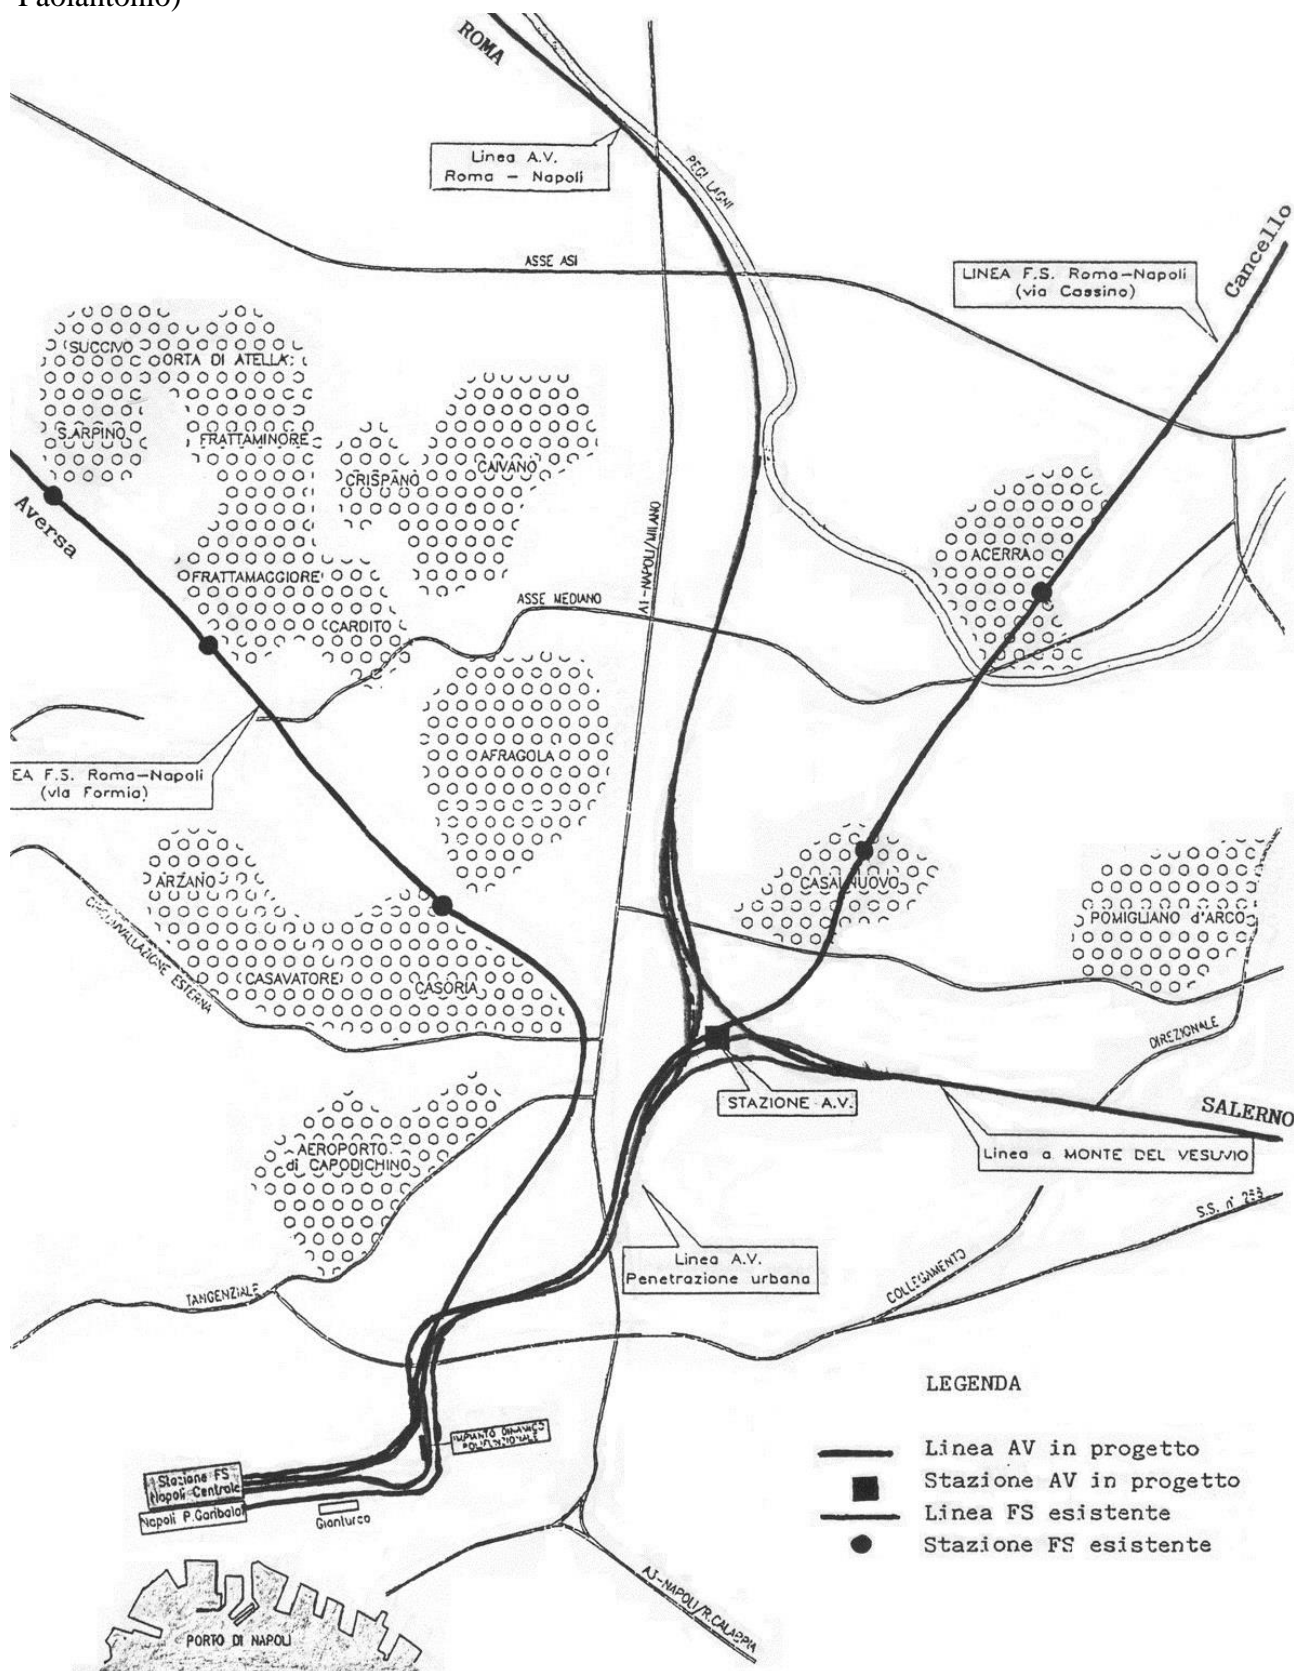 Paolantonio)
ROMA
Linea A.V.
Roma – Napoli
LAGNI
Cancello
ASSE ASI
LINEA F.S. Roma-Napoli
(via Cassino)
SUCCIVO
ORTA DI ATELLA
S.ARPINO
FRATTAMINORE
CRISPANO
CAIVANO
Aversa
A1-NAPOLI/MILANO
ACERRA
FRATTAMAGGIORE
ASSE MEDIANO
CARDITO
AFRAGOLA
EA F.S. Roma-Napoli
(via Formia)
ARZANO
CASALNUOVO
POMIGLIANO d'ARCO
CIRCONVALLAZIONE ESTERNA
CASAVATORE
CASORIA
DIREZIONALE
STAZIONE A.V.
SALERNO
AEROPORTO
di CAPODICHINO
Linea a MONTE DEL VESUVIO
S.S. n°
Linea A.V.
Penetrazione urbana
COLLEGAMENTO
TANGENZIALE
LEGENDA
Linea AV in progetto
Stazione AV in progetto
Linea FS esistente
Stazione FS esistente
IMPIANTO DINAMICO
POLIFUNZIONALE
Stazione FS
Napoli Centrale
Napoli P.Garibaldi
Gianturco
A3-NAPOLI/R.CALABRIA
PORTO DI NAPOLI